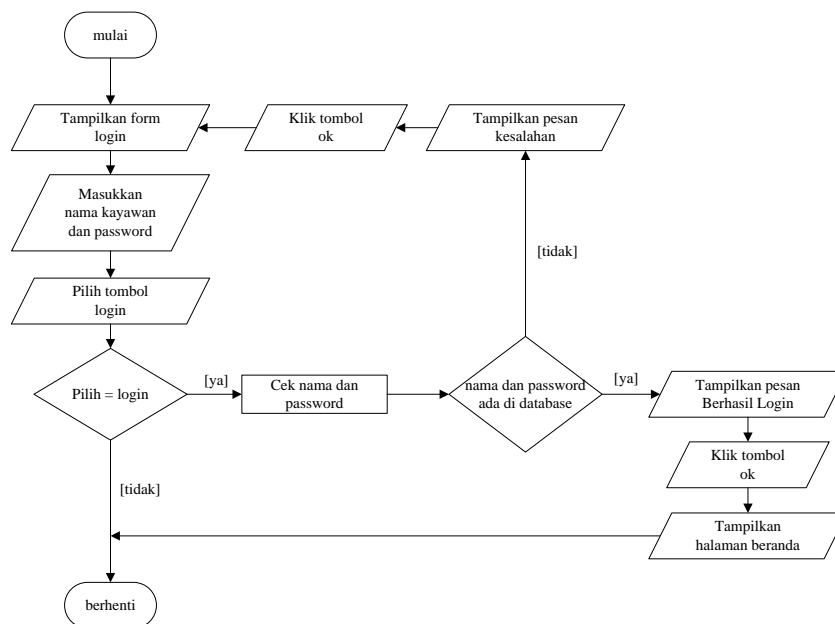 mulai
Tampilkan form
login
Klik tombol
ok
Tampilkan pesan
kesalahan
Masukkan
nama kayawan
dan password
[tidak]
Pilih tombol
login
Pilih = login
[ya]
Cek nama dan
password
nama dan password
ada di database
[ya]
Tampilkan pesan
Berhasil Login
Klik tombol
ok
[tidak]
Tampilkan
halaman beranda
berhenti